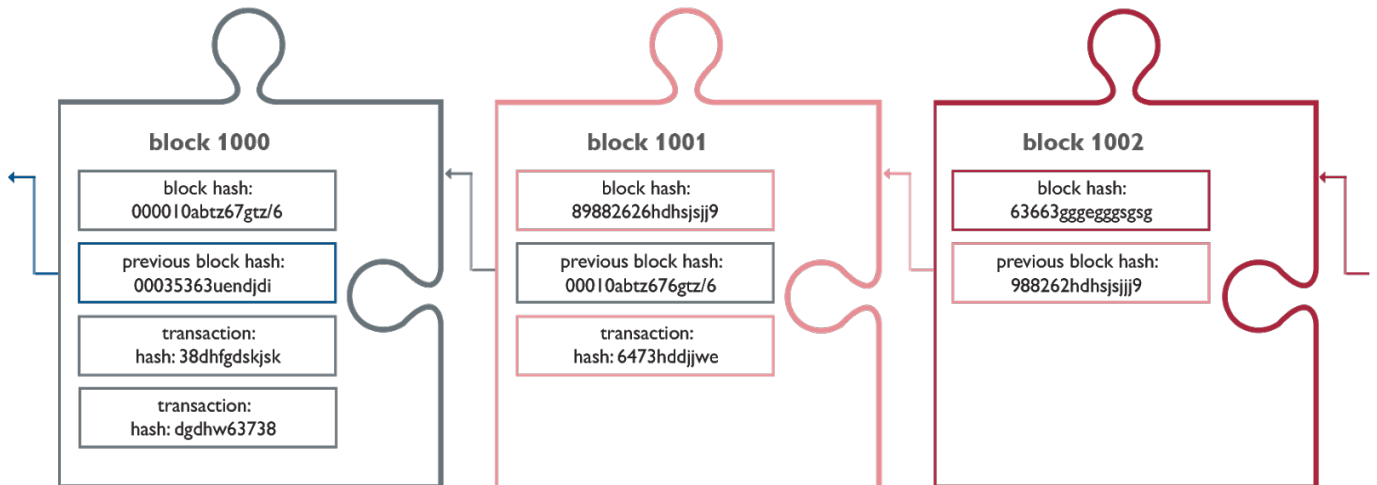 block 1000
block hash:
000010abtz67gtz/6
previous block hash:
00035363uendjdi
transaction:
hash: 38dhfgdskjsk
transaction:
hash: dgdhw63738
block 1001
block hash:
89882626hdhsjsjj9
previous block hash:
00010abtz676gtz/6
transaction:
hash: 6473hddjjwe
block 1002
block hash:
63663gggegggsgsg
previous block hash:
988262hdhsjsjjj9